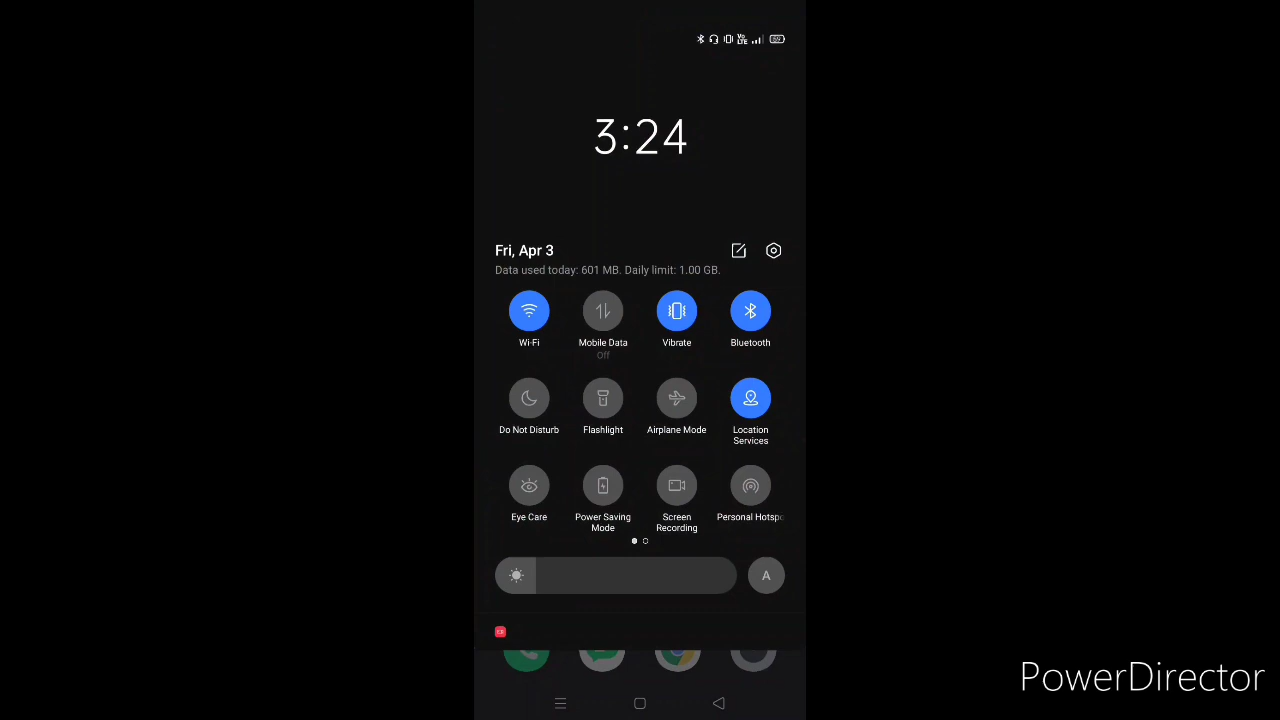 Vo
LTE
3:24
Fri, Apr 3
Data used today: 601 MB. Daily limit: 1.00 GB.
Wi-Fi Mobile Data Vibrate Bluetooth
Off
Do Not Disturb Flashlight Airplane Mode Location
Services
Eye Care Power Saving Screen Personal Hotsp
Mode Recording
A
PowerDirector